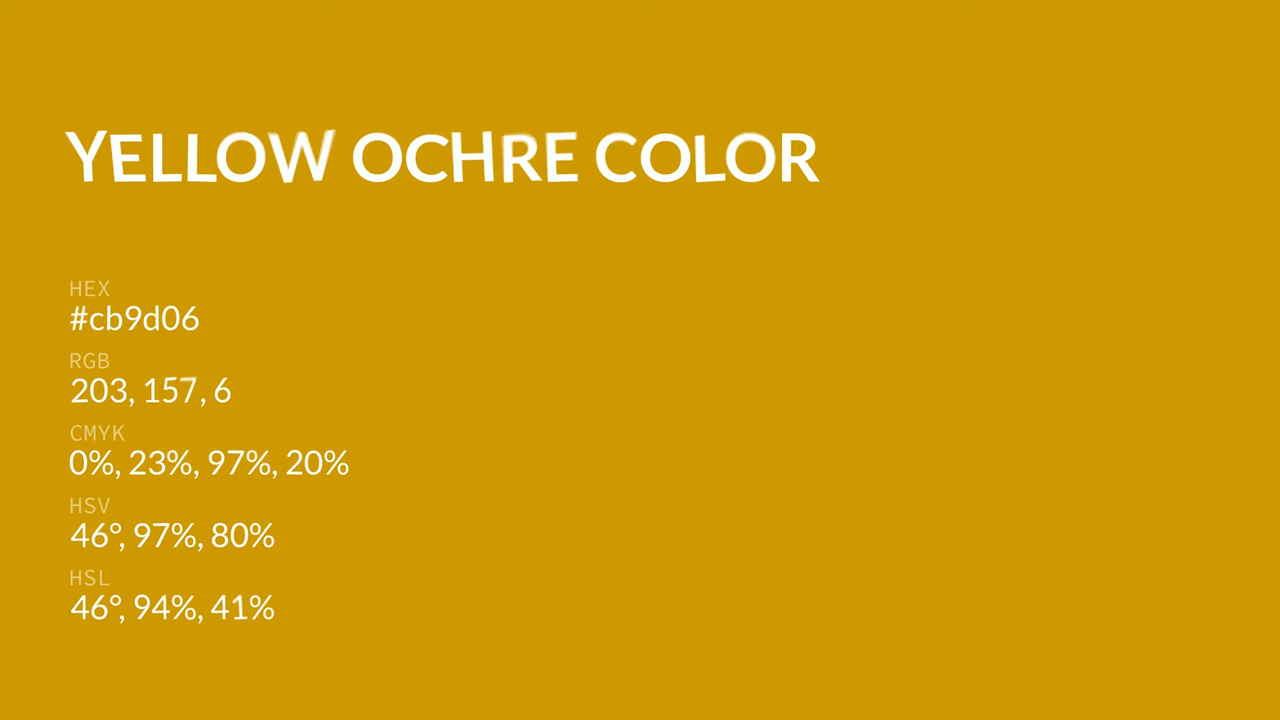 YELLOW OCHRE COLOR
HEX
#cb9d06
RGB
203, 157, 6
CMYK
0%, 23%, 97%, 20%
HSV
46°, 97%, 80%
HSL
46°, 94%, 41%